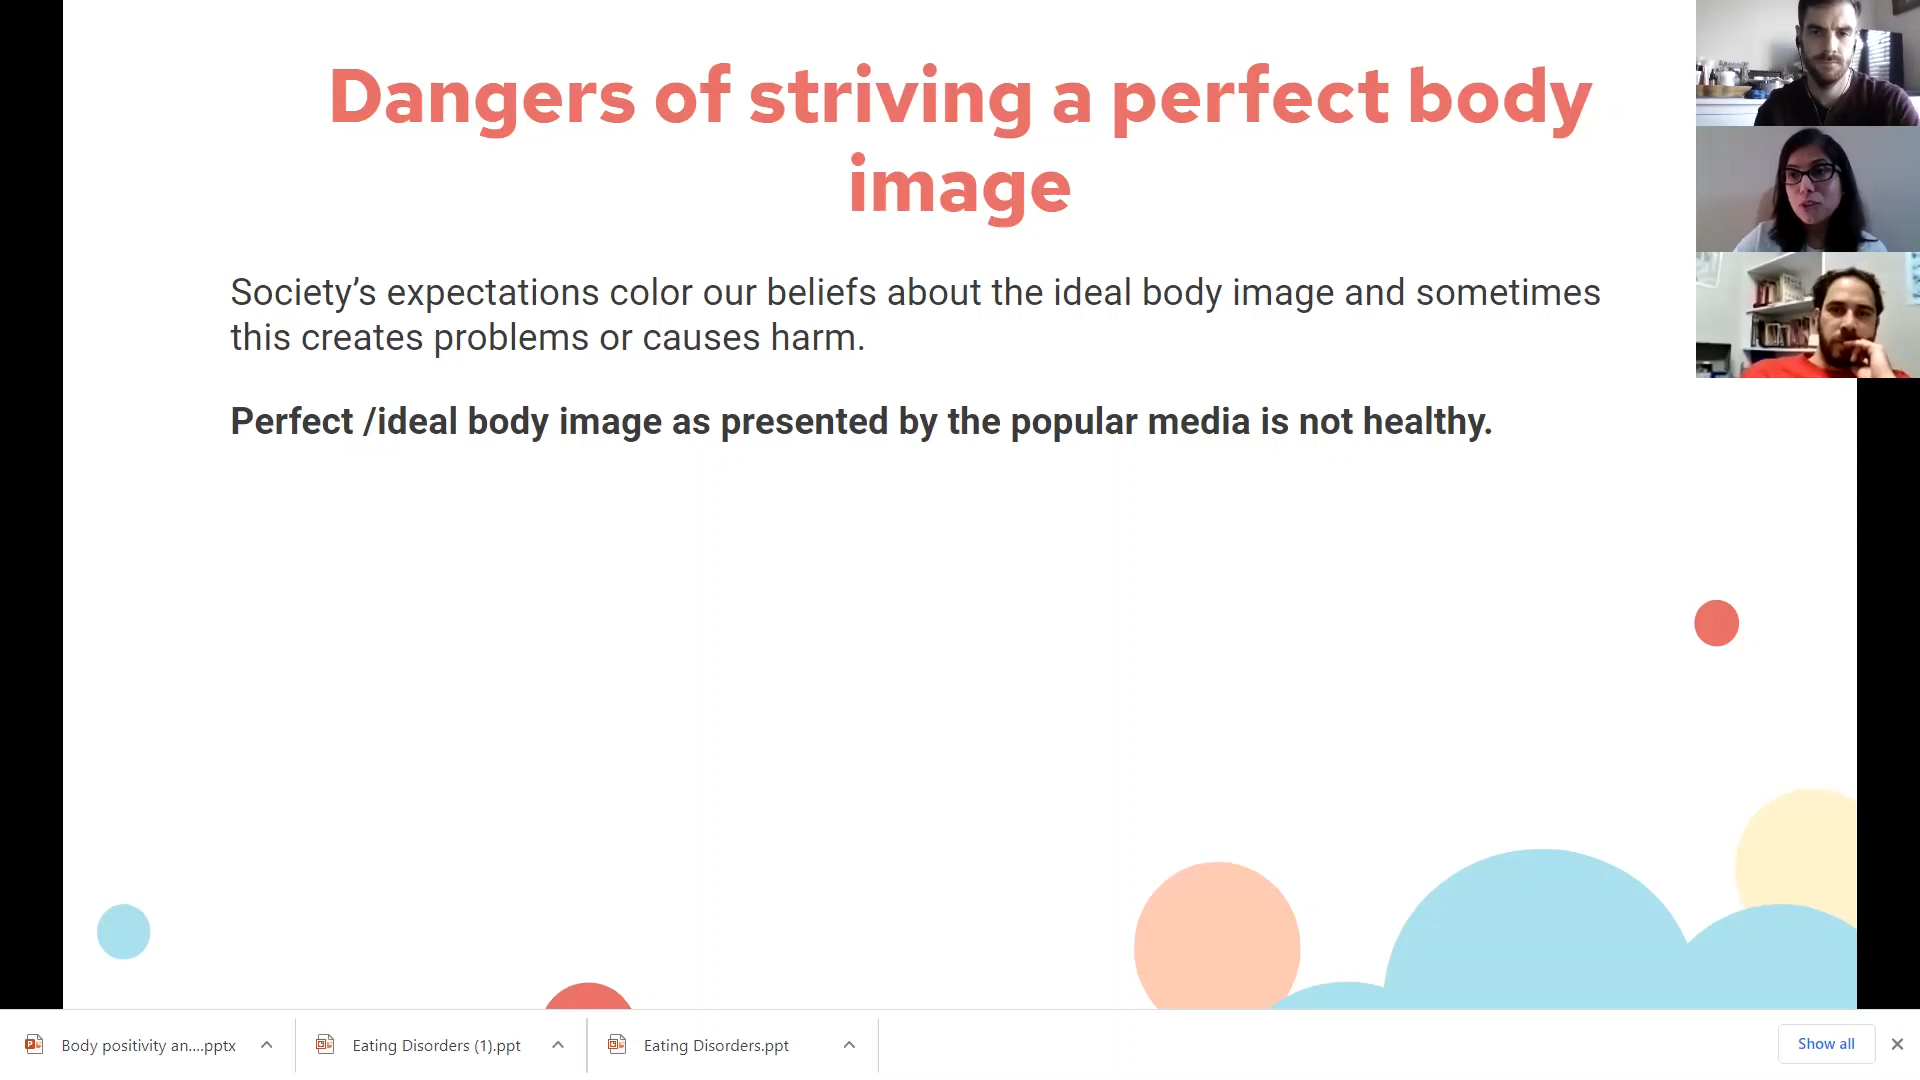 Dangers of striving a perfect body
image
Society’s expectations color our beliefs about the ideal body image and sometimes
this creates problems or causes harm.
Perfect /ideal body image as presented by the popular media is not healthy.
Body positivity an....pptx
Eating Disorders (1).ppt
Eating Disorders.ppt
Show all